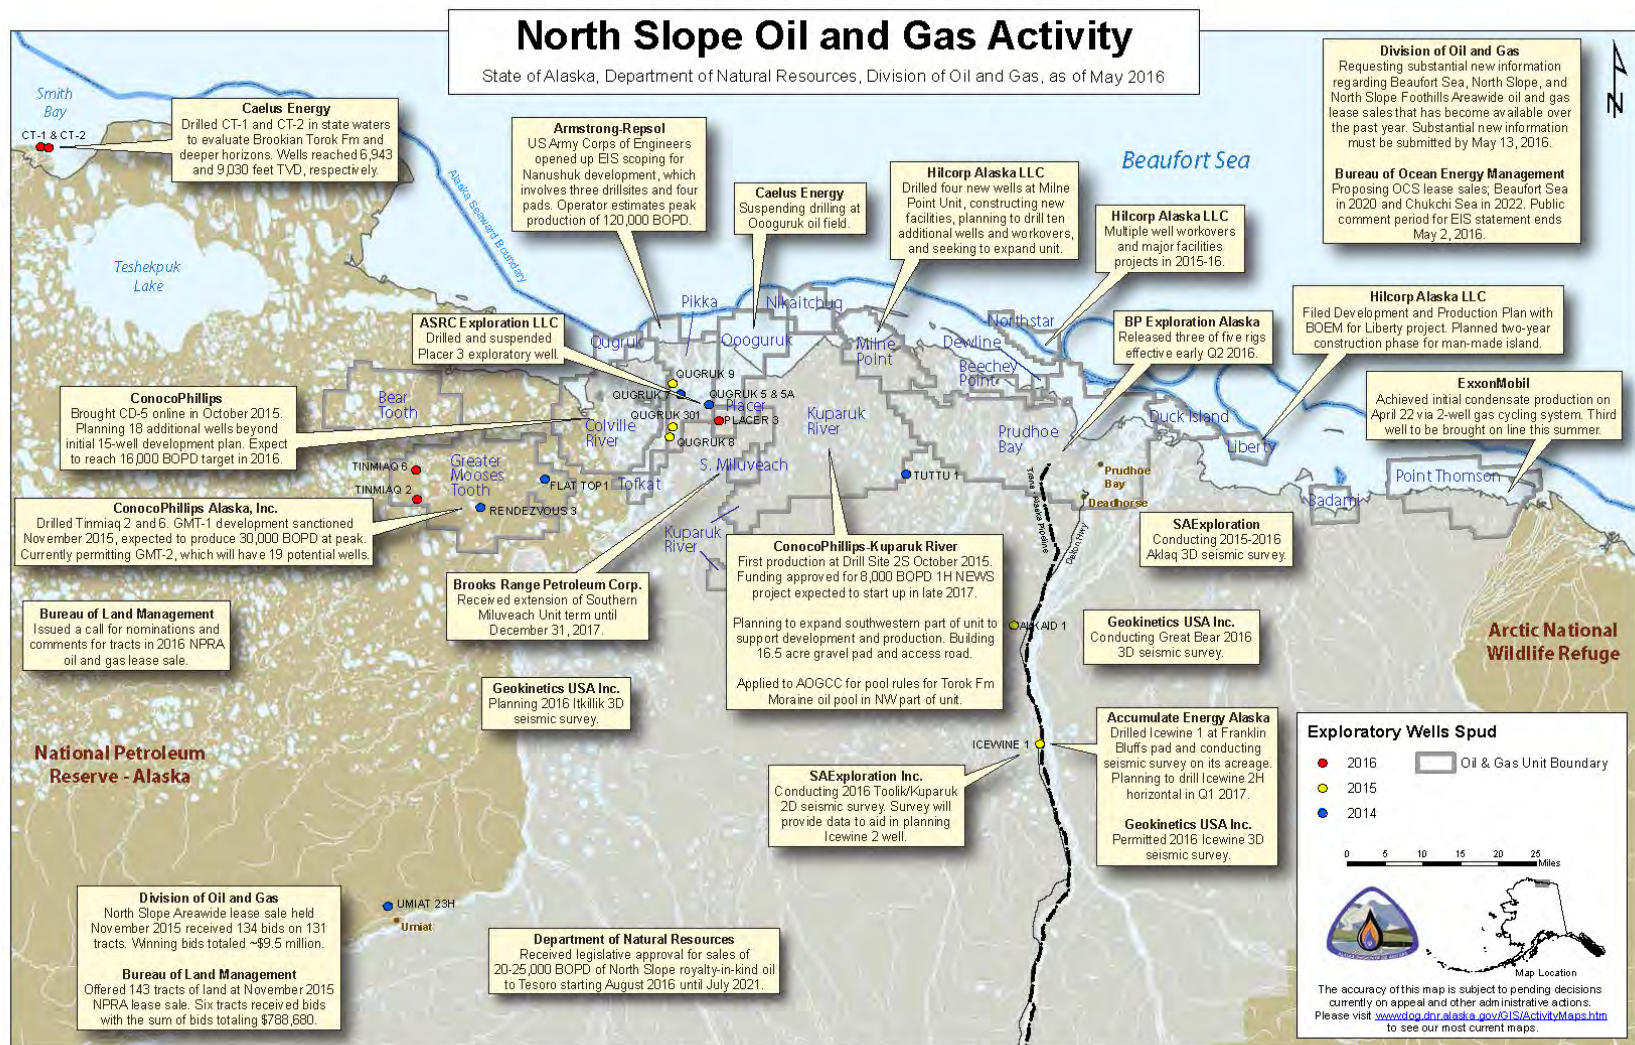 North Slope Oil and Gas Activity
State of Alaska, Department of Natural Resources, Division of Oil and Gas, as of May 2016
Division of Oil and Gas
Requesting substantial new information
regarding Beaufort Sea, North Slope, and
North Slope Foothills Areawide oil and gas
lease sales that has become available over
the past year. Substantial new information
must be submitted by May 13, 2016.
Bureau of Ocean Energy Management
Proposing OCS lease sales; Beaufort Sea
in 2020 and Chukchi Sea in 2022. Public
comment period for EIS statement ends
May 2, 2016.
N
Smith
Bay
CT-1 & CT-2
Caelus Energy
Drilled CT-1 and CT-2 in state waters
to evaluate Brookian Torok Fm and
deeper horizons. Wells reached 6,943
and 9,030 feet TVD, respectively.
Armstrong-Repsol
US Army Corps of Engineers
opened up EIS scoping for
Nanushuk development, which
involves three drillsites and four
pads. Operator estimates peak
production of 120,000 BOPD.
Caelus Energy
Suspending drilling at
Oooguruk oil field.
Hilcorp Alaska LLC
Drilled four new wells at Milne
Point Unit, constructing new
facilities, planning to drill ten
additional wells and workovers,
and seeking to expand unit.
Beaufort Sea
Hilcorp Alaska LLC
Multiple well workovers
and major facilities
projects in 2015-16.
Alaska Seaward Boundary
Teshekpuk
Lake
Hilcorp Alaska LLC
Filed Development and Production Plan with
BOEM for Liberty project. Planned two-year
construction phase for man-made island.
ASRC Exploration LLC
Drilled and suspended
Placer 3 exploratory well.
BP Exploration Alaska
Released three of five rigs
effective early Q2 2016.
Pikka
Nikaitchuq
Northstar
Qugruk
Oooguruk
Milne
Point
Dewline
Beechey
Point
ExxonMobil
Achieved initial condensate production on
April 22 via 2-well gas cycling system. Third
well to be brought on line this summer.
ConocoPhillips
Brought CD-5 online in October 2015.
Planning 18 additional wells beyond
initial 15-well development plan. Expect
to reach 16,000 BOPD target in 2016.
Bear
Tooth
QUGRUK 9
QUGRUK 7
QUGRUK 5 & 5A
Placer
QUGRUK 301
PLACER 3
QUGRUK 8
Colville
River
Kuparuk
River
Prudhoe
Bay
Duck Island
Liberty
Badami
Point Thomson
TINMIAQ 6
TINMIAQ 2
Greater
Mooses
Tooth
FLAT TOP1
RENDEZVOUS 3
Tofkat
S. Miluveach
TUTTU 1
Kuparuk
River
Prudhoe
Bay
Deadhorse
Trans-Alaska Pipeline
Dalton Hwy
ConocoPhillips Alaska, Inc.
Drilled Tinmiaq 2 and 6. GMT-1 development sanctioned
November 2015, expected to produce 30,000 BOPD at peak.
Currently permitting GMT-2, which will have 19 potential wells.
SAExploration
Conducting 2015-2016
Aklaq 3D seismic survey.
ConocoPhillips-Kuparuk River
First production at Drill Site 2S October 2015.
Funding approved for 8,000 BOPD 1H NEWS
project expected to start up in late 2017.
Planning to expand southwestern part of unit to
support development and production. Building
16.5 acre gravel pad and access road.
Applied to AOGCC for pool rules for Torok Fm
Moraine oil pool in NW part of unit.
Brooks Range Petroleum Corp.
Received extension of Southern
Miluveach Unit term until
December 31, 2017.
Bureau of Land Management
Issued a call for nominations and
comments for tracts in 2016 NPRA
oil and gas lease sale.
ALKAID 1
Geokinetics USA Inc.
Conducting Great Bear 2016
3D seismic survey.
Arctic National
Wildlife Refuge
Geokinetics USA Inc.
Planning 2016 Itkillik 3D
seismic survey.
National Petroleum
Reserve - Alaska
ICEWINE 1
Accumulate Energy Alaska
Drilled Icewine 1 at Franklin
Bluffs pad and conducting
seismic survey on its acreage.
Planning to drill Icewine 2H
horizontal in Q1 2017.
Geokinetics USA Inc.
Permitted 2016 Icewine 3D
seismic survey.
SAExploration Inc.
Conducting 2016 Toolik/Kuparuk
2D seismic survey. Survey will
provide data to aid in planning
Icewine 2 well.
Exploratory Wells Spud
2016
Oil & Gas Unit Boundary
2015
2014
0 5 10 15 20 25
Miles
Map Location
The accuracy of this map is subject to pending decisions
currently on appeal and other administrative actions.
Please visit www.dog.dnr.alaska.gov/GIS/ActivityMaps.htm
to see our most current maps.
UMIAT 23H
Umiat
Division of Oil and Gas
North Slope Areawide lease sale held
November 2015 received 134 bids on 131
tracts. Winning bids totaled ~$9.5 million.
Bureau of Land Management
Offered 143 tracts of land at November 2015
NPRA lease sale. Six tracts received bids
with the sum of bids totaling $788,680.
Department of Natural Resources
Received legislative approval for sales of
20-25,000 BOPD of North Slope royalty-in-kind oil
to Tesoro starting August 2016 until July 2021.